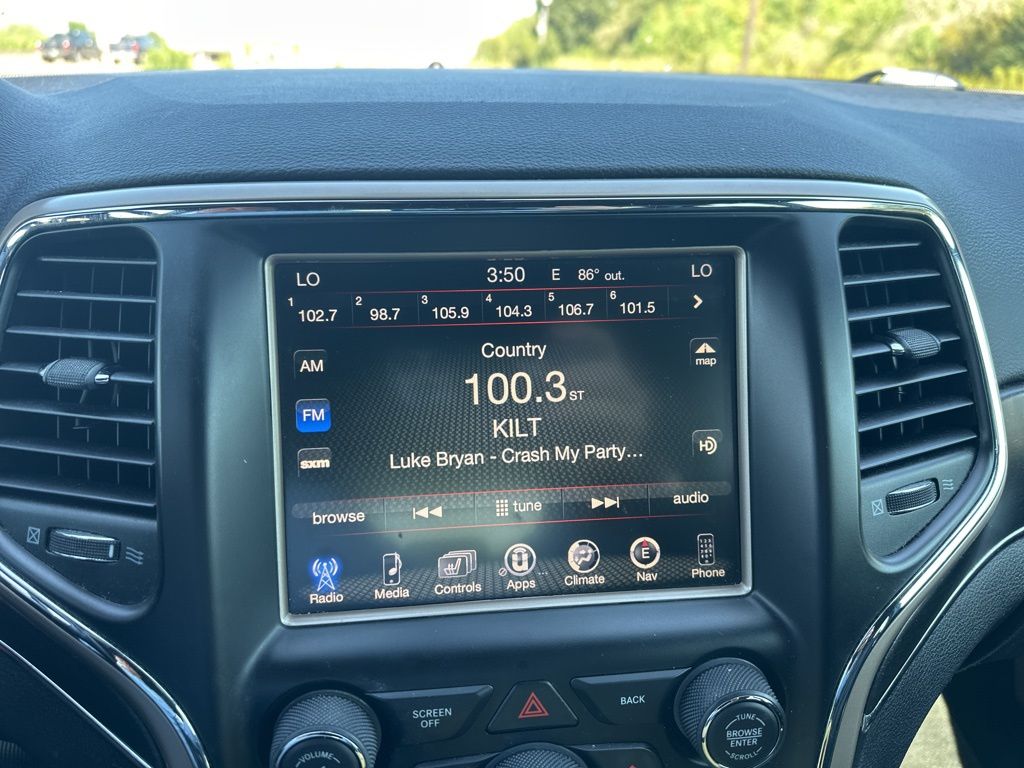 LO 3:50 E 86° out. LO
1 102.7 2 98.7 3 105.9 4 104.3 5 106.7 6 101.5
Country
AM
map
100.3 ST
FM
KILT
HD
sxm
Luke Bryan - Crash My Party...
browse tune audio
Radio Media Controls Apps Climate Nav Phone
E
SCREEN
OFF
BACK
VOLUME
TUNE
BROWSE
ENTER
SCROLL